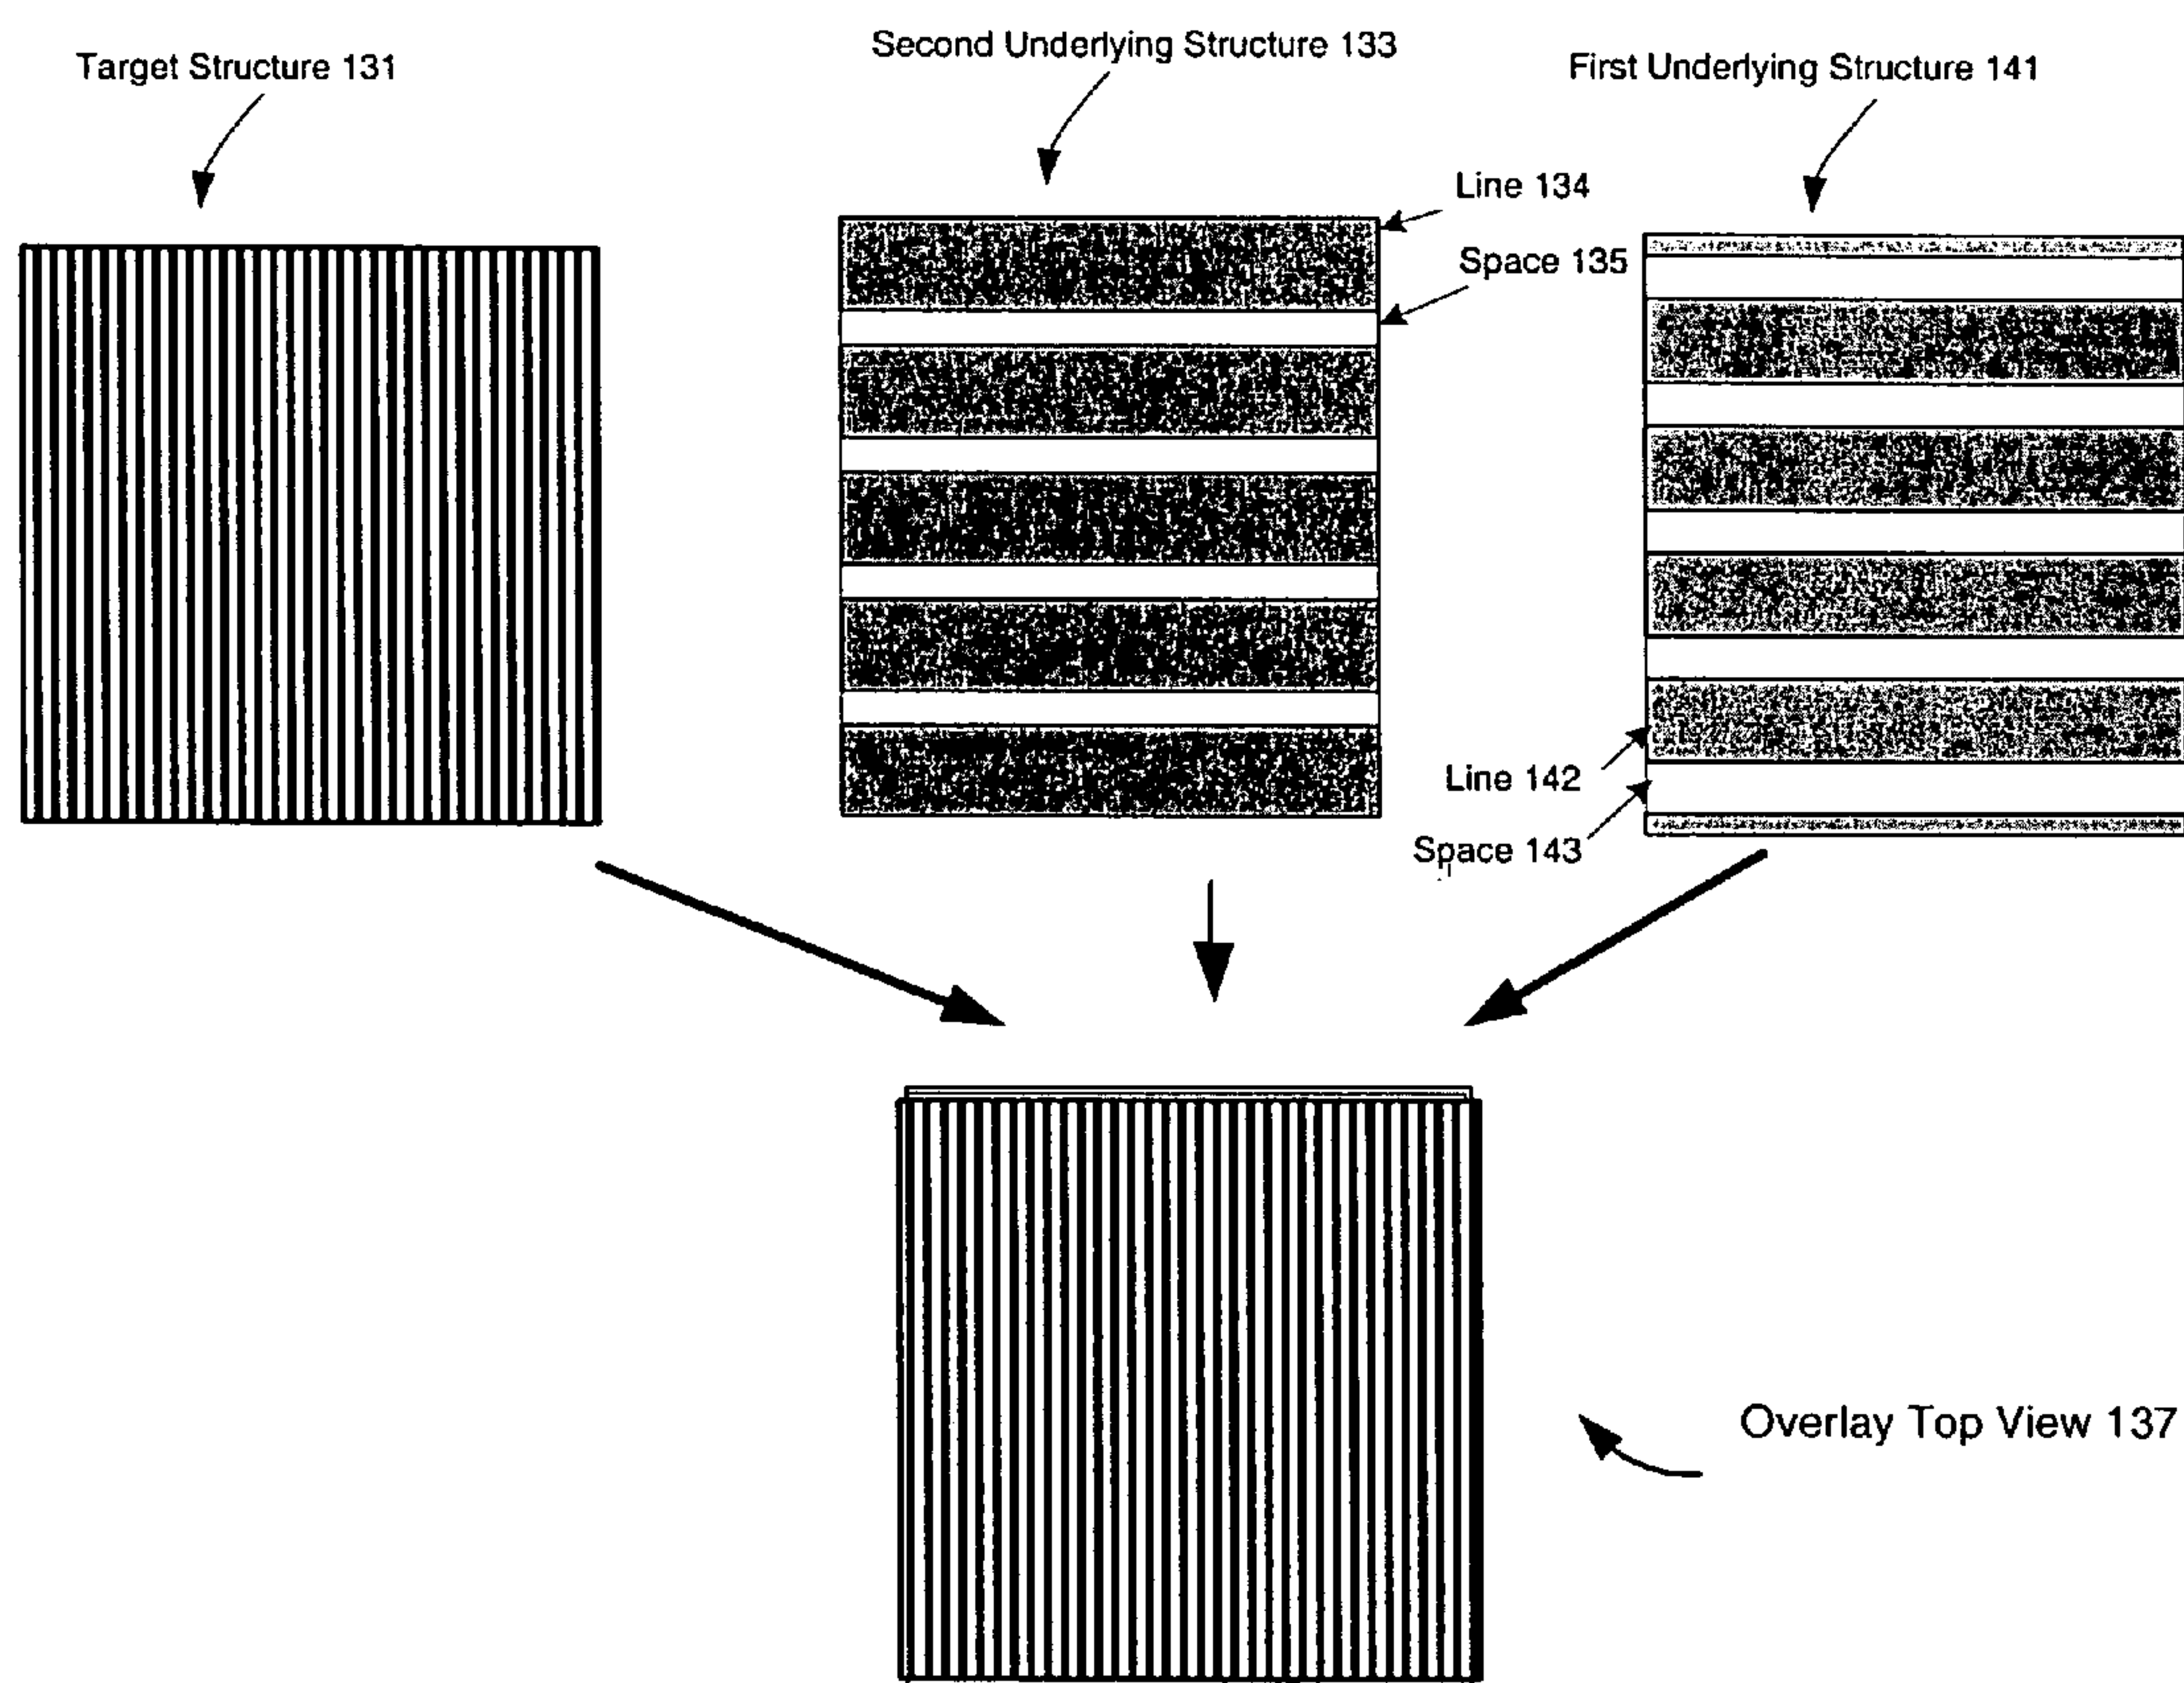 Target Structure 131
Second Underlying Structure 133
First Underlying Structure 141
Line 134
Space 135
Line 142
Space 143
Overlay Top View 137